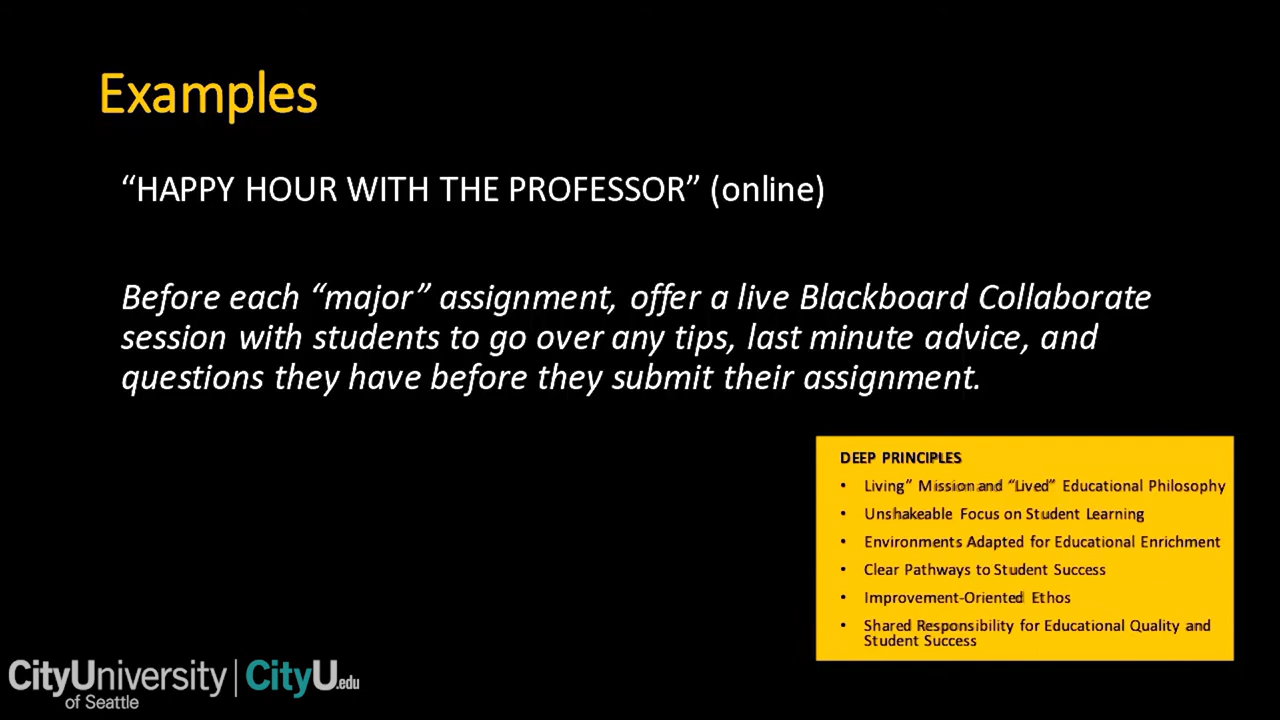 Examples
“HAPPY HOUR WITH THE PROFESSOR” (online)
Before each “major” assignment, offer a live Blackboard Collaborate
session with students to go over any tips, last minute advice, and
questions they have before they submit their assignment.
DEEP PRINCIPLES
• Living” Mission and “Lived” Educational Philosophy
• Unshakeable Focus on Student Learning
• Environments Adapted for Educational Enrichment
• Clear Pathways to Student Success
• Improvement-Oriented Ethos
• Shared Responsibility for Educational Quality and
Student Success
CityUniversity | CityU.edu
of Seattle